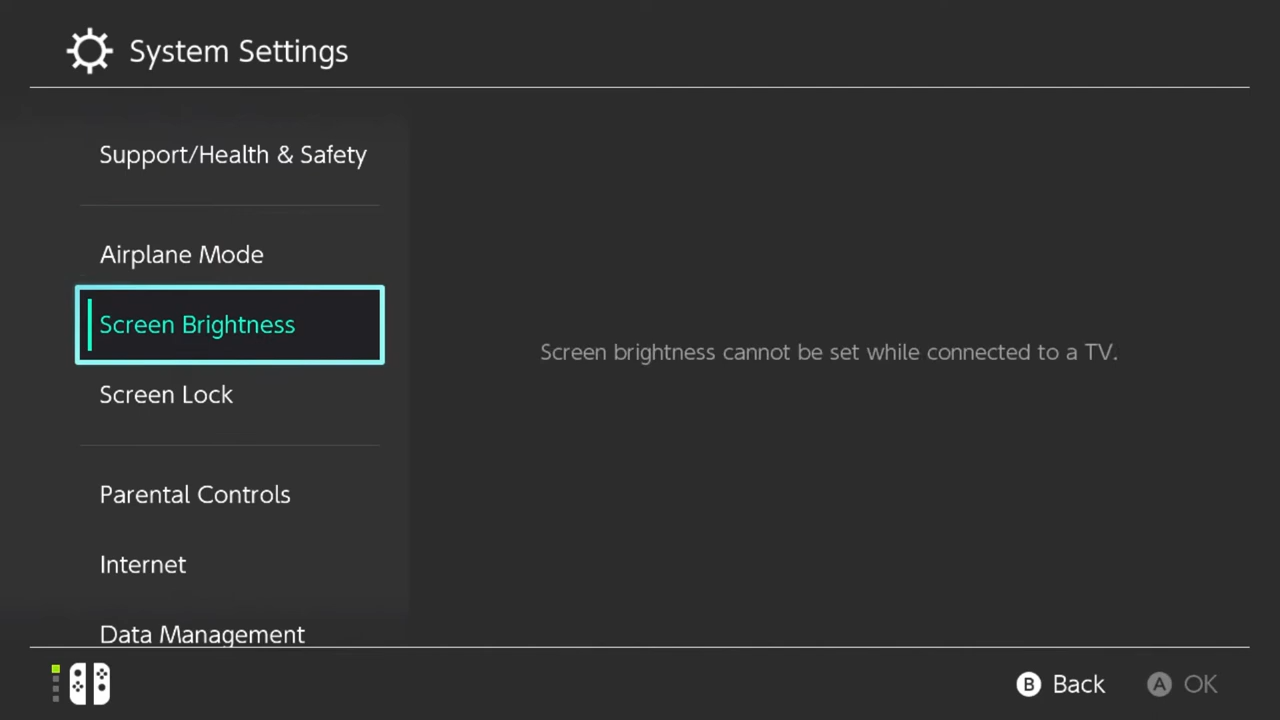 System Settings
Support/Health & Safety
Airplane Mode
Screen Brightness
Screen Lock
Parental Controls
Internet
Data Management
Screen brightness cannot be set while connected to a TV.
B Back
A OK